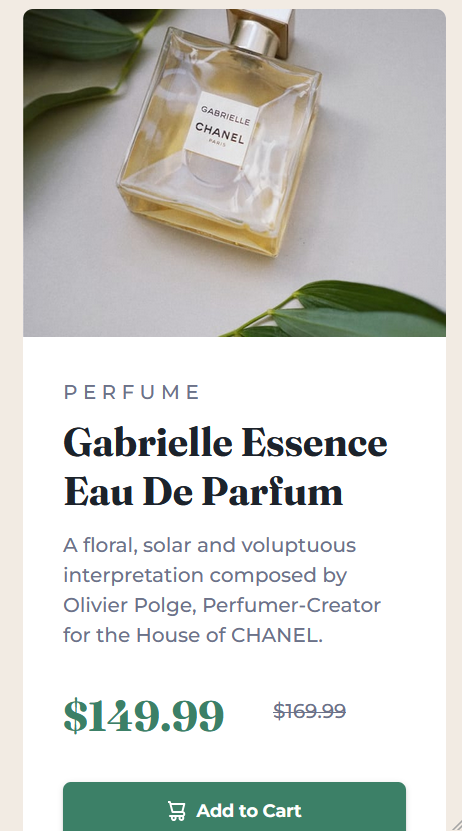 GABRIELLE
CHANEL
PARIS
PERFUME
Gabrielle Essence
Eau De Parfum
A floral, solar and voluptuous
interpretation composed by
Olivier Polge, Perfumer-Creator
for the House of CHANEL.
$149.99 $169.99
Add to Cart